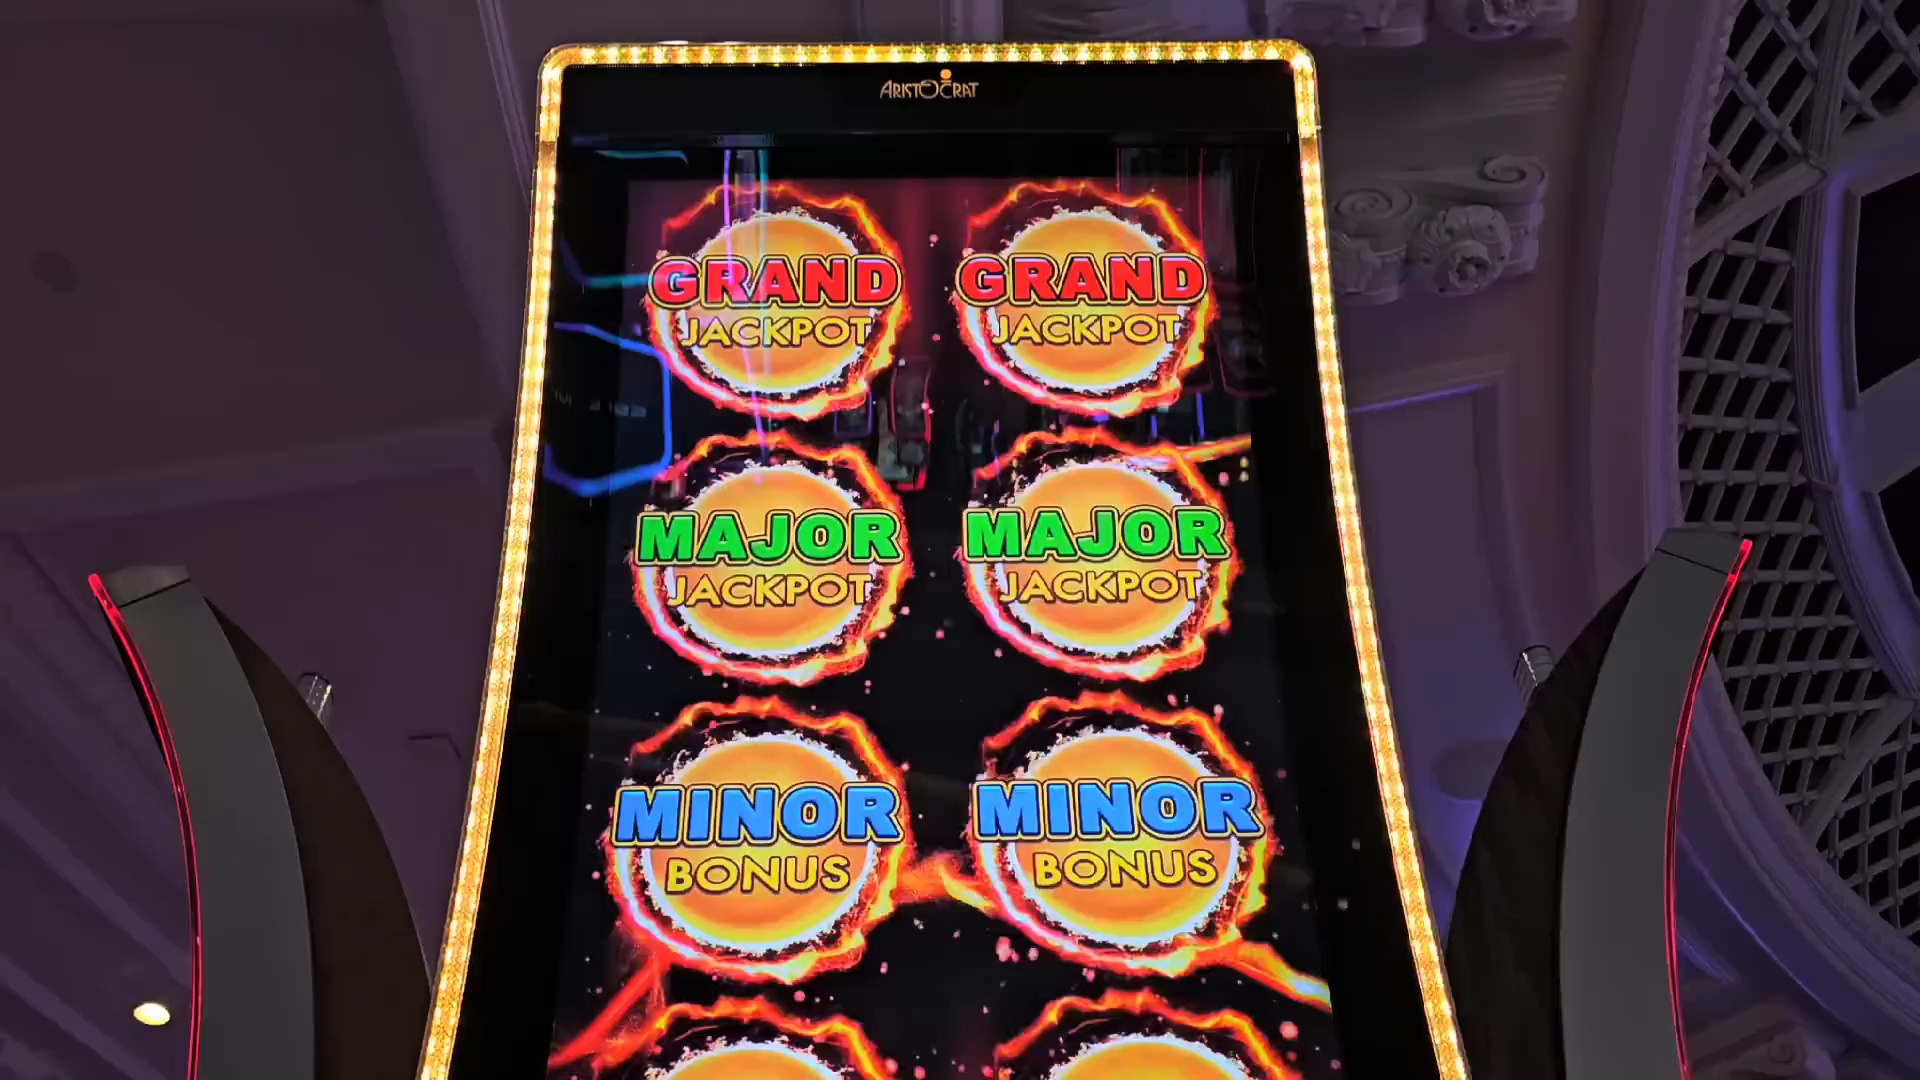 ARISTOCRAT
GRAND
JACKPOT
GRAND
JACKPOT
MAJOR
JACKPOT
MAJOR
JACKPOT
MINOR
BONUS
MINOR
BONUS